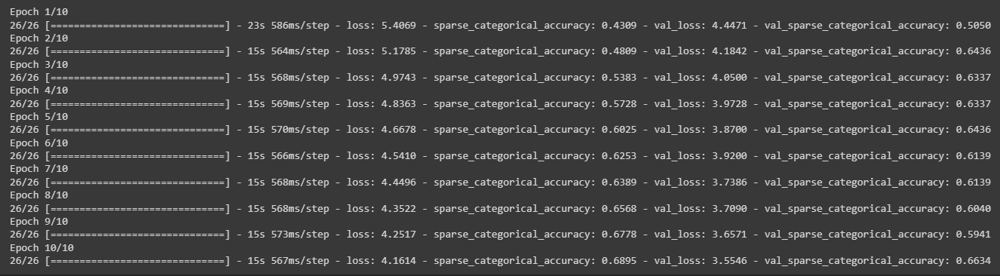 Epoch 1/10
26/26 [==============================] - 23s 586ms/step - loss: 5.4069 - sparse_categorical_accuracy: 0.4309 - val_loss: 4.4471 - val_sparse_categorical_accuracy: 0.5050
Epoch 2/10
26/26 [==============================] - 15s 564ms/step - loss: 5.1785 - sparse_categorical_accuracy: 0.4809 - val_loss: 4.1842 - val_sparse_categorical_accuracy: 0.6436
Epoch 3/10
26/26 [==============================] - 15s 568ms/step - loss: 4.9743 - sparse_categorical_accuracy: 0.5383 - val_loss: 4.0500 - val_sparse_categorical_accuracy: 0.6337
Epoch 4/10
26/26 [==============================] - 15s 569ms/step - loss: 4.8363 - sparse_categorical_accuracy: 0.5728 - val_loss: 3.9728 - val_sparse_categorical_accuracy: 0.6337
Epoch 5/10
26/26 [==============================] - 15s 570ms/step - loss: 4.6678 - sparse_categorical_accuracy: 0.6025 - val_loss: 3.8700 - val_sparse_categorical_accuracy: 0.6436
Epoch 6/10
26/26 [==============================] - 15s 566ms/step - loss: 4.5410 - sparse_categorical_accuracy: 0.6253 - val_loss: 3.9200 - val_sparse_categorical_accuracy: 0.6139
Epoch 7/10
26/26 [==============================] - 15s 568ms/step - loss: 4.4496 - sparse_categorical_accuracy: 0.6389 - val_loss: 3.7386 - val_sparse_categorical_accuracy: 0.6139
Epoch 8/10
26/26 [==============================] - 15s 568ms/step - loss: 4.3522 - sparse_categorical_accuracy: 0.6568 - val_loss: 3.7090 - val_sparse_categorical_accuracy: 0.6040
Epoch 9/10
26/26 [==============================] - 15s 573ms/step - loss: 4.2517 - sparse_categorical_accuracy: 0.6778 - val_loss: 3.6571 - val_sparse_categorical_accuracy: 0.5941
Epoch 10/10
26/26 [==============================] - 15s 567ms/step - loss: 4.1614 - sparse_categorical_accuracy: 0.6895 - val_loss: 3.5546 - val_sparse_categorical_accuracy: 0.6634